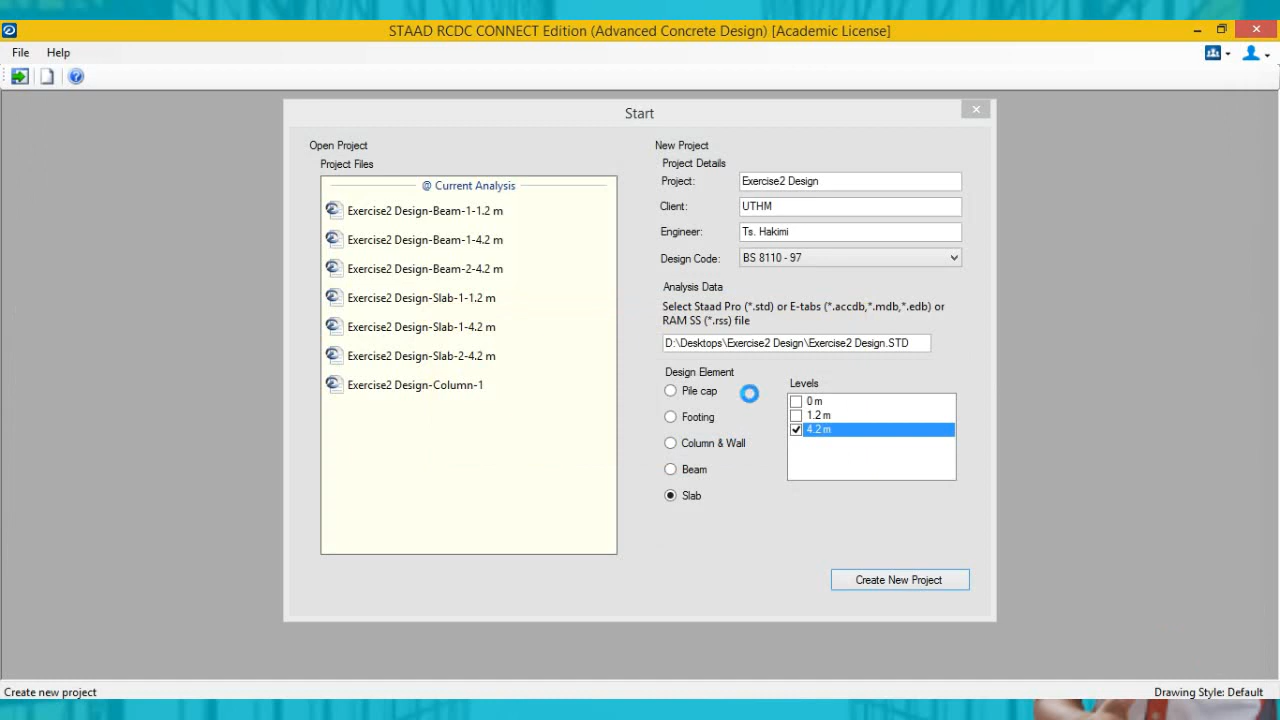 STAAD RCDC CONNECT Edition (Advanced Concrete Design) [Academic License]
File Help
Start
Open Project
Project Files
@ Current Analysis
Exercise2 Design-Beam-1-1.2 m
Exercise2 Design-Beam-1-4.2 m
Exercise2 Design-Beam-2-4.2 m
Exercise2 Design-Slab-1-1.2 m
Exercise2 Design-Slab-1-4.2 m
Exercise2 Design-Slab-2-4.2 m
Exercise2 Design-Column-1
New Project
Project Details
Project: Exercise2 Design
Client: UTHM
Engineer: Ts. Hakimi
Design Code: BS 8110 - 97
Analysis Data
Select Staad Pro (*.std) or E-tabs (*.accdb,*.mdb,*.edb) or
RAM SS (*.rss) file
D:\Desktops\Exercise2 Design\Exercise2 Design.STD
Design Element
Pile cap
Footing
Column & Wall
Beam
Slab
Levels
0 m
1.2 m
4.2 m
Create New Project
Create new project
Drawing Style: Default